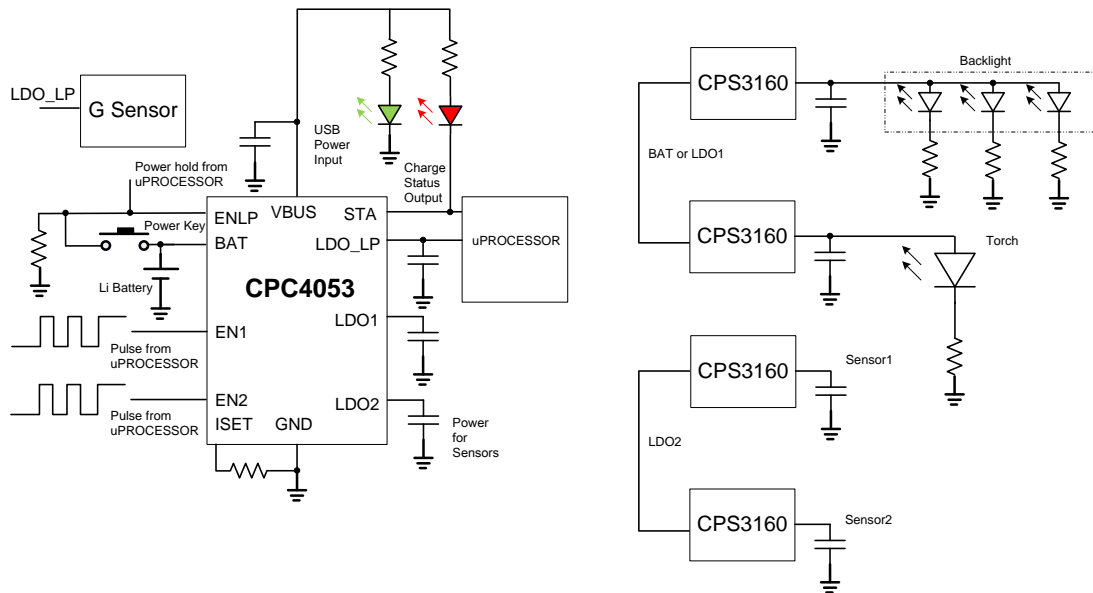 LDO_LP
G Sensor
USB
Power
Input
Charge
Status
Output
Power hold from
uPROCESSOR
Power Key
Li Battery
ENLP
VBUS
STA
BAT
LDO_LP
CPC4053
LDO1
EN1
EN2
LDO2
ISET
GND
uPROCESSOR
Pulse from
uPROCESSOR
Pulse from
uPROCESSOR
Power
for
Sensors
CPS3160
Backlight
BAT or LDO1
CPS3160
Torch
CPS3160
Sensor1
LDO2
CPS3160
Sensor2